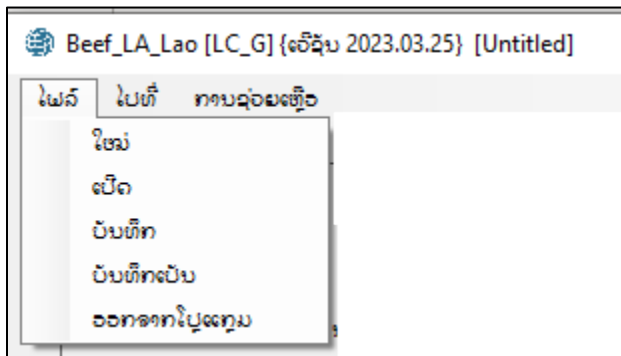 Beef_LA_Lao [LC_G] {ເວີຊັນ 2023.03.25} [Untitled]
ໄຟລ໌ ໄປທີ່ ການຊ່ອຍເຫຼືອ
ໃໝ່
ເປີດ
ບັນທຶກ
ບັນທຶກເປັນ
ອອກຈາກໂປຼແກຼມ